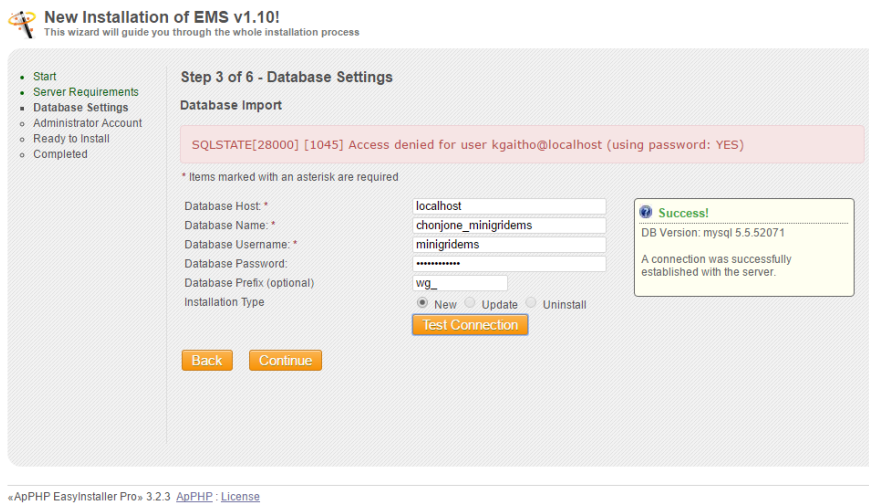 New Installation of EMS v1.10!
This wizard will guide you through the whole installation process
Start
Server Requirements
Database Settings
Administrator Account
Ready to Install
Completed
Step 3 of 6 - Database Settings
Database Import
SQLSTATE[28000] [1045] Access denied for user kgaitho@localhost (using password: YES)
* Items marked with an asterisk are required
Database Host: * localhost
Database Name: * chonjone_minigridems
Database Username: * minigridems
Database Password: ••••••••••••
Database Prefix (optional) wg_
Installation Type New Update Uninstall
Test Connection
Success!
DB Version: mysql 5.5.52071
A connection was successfully
established with the server.
Back Continue
«ApPHP EasyInstaller Pro» 3.2.3 ApPHP : License